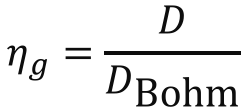 η_g = D / D_Bohm